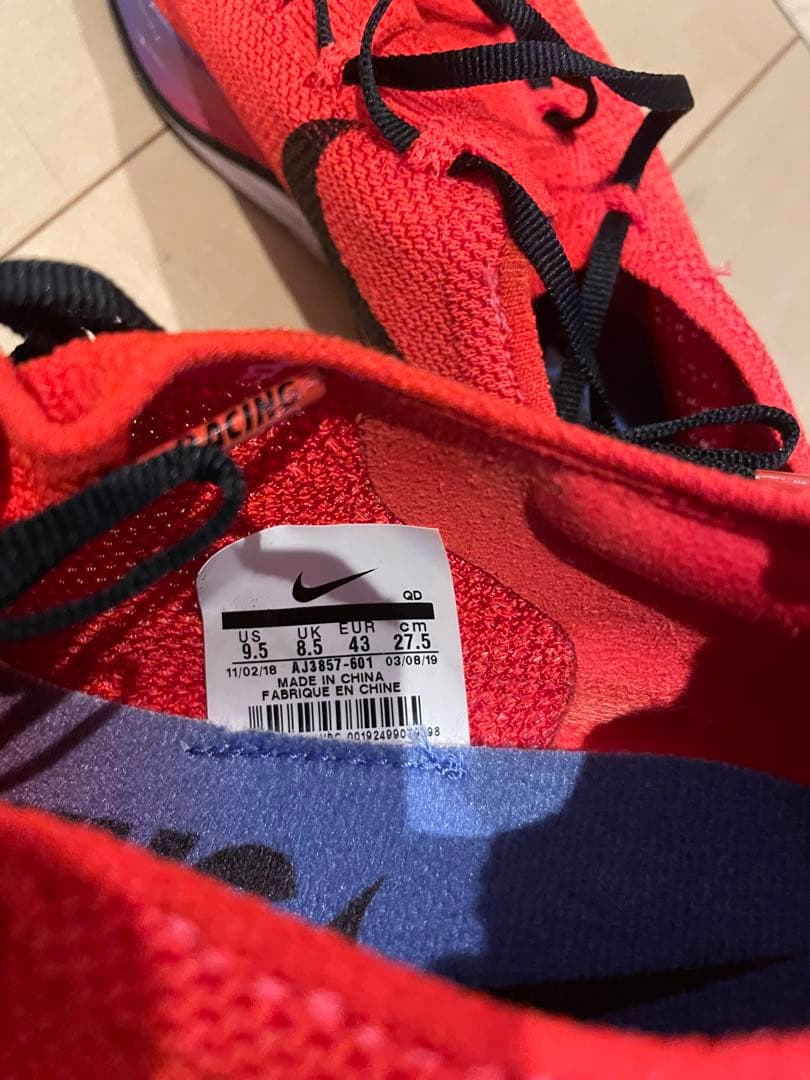 RACING
QD
US UK EUR cm
9.5 8.5 43 27.5
11/02/18 AJ3857-601 03/08/19
MADE IN CHINA
FABRIQUE EN CHINE